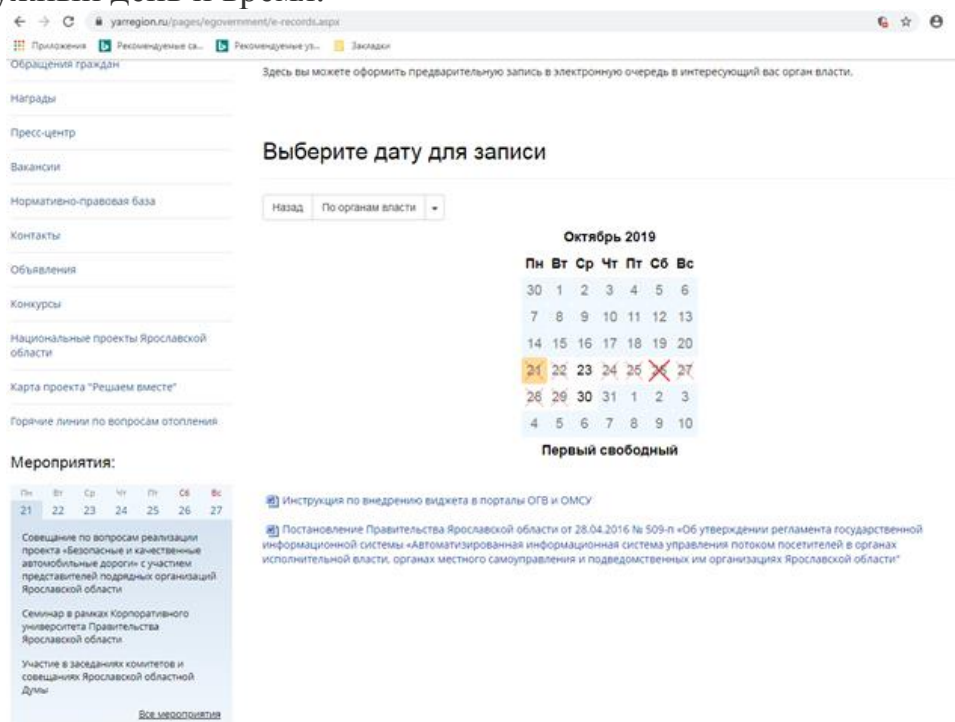 нужный день и время.
yarregion.ru/pages/egovernment/e-records.aspx
Приложения Рекомендуемые са... Рекомендуемые уз... Закладки
Обращения граждан
Награды
Пресс-центр
Вакансии
Нормативно-правовая база
Контакты
Объявления
Конкурсы
Национальные проекты Ярославской
области
Карта проекта "Решаем вместе"
Горячие линии по вопросам отопления
Мероприятия:
Пн Вт Ср Чт Пт Сб Вс
21 22 23 24 25 26 27
Совещание по вопросам реализации
проекта «Безопасные и качественные
автомобильные дороги» с участием
представителей подрядных организаций
Ярославской области
Семинар в рамках Корпоративного
университета Правительства
Ярославской области
Участие в заседаниях комитетов и
совещаниях Ярославской областной
Думы
Все мероприятия
Здесь вы можете оформить предварительную запись в электронную очередь в интересующий вас орган власти.
Выберите дату для записи
Назад По органам власти
Октябрь 2019
Пн Вт Ср Чт Пт Сб Вс
30 1 2 3 4 5 6
7 8 9 10 11 12 13
14 15 16 17 18 19 20
21 22 23 24 25 26 27
28 29 30 31 1 2 3
4 5 6 7 8 9 10
Первый свободный
Инструкция по внедрению виджета в порталы ОГВ и ОМСУ
Постановление Правительства Ярославской области от 28.04.2016 № 509-п «Об утверждении регламента государственной
информационной системы «Автоматизированная информационная система управления потоком посетителей в органах
исполнительной власти, органах местного самоуправления и подведомственных им организациях Ярославской области"